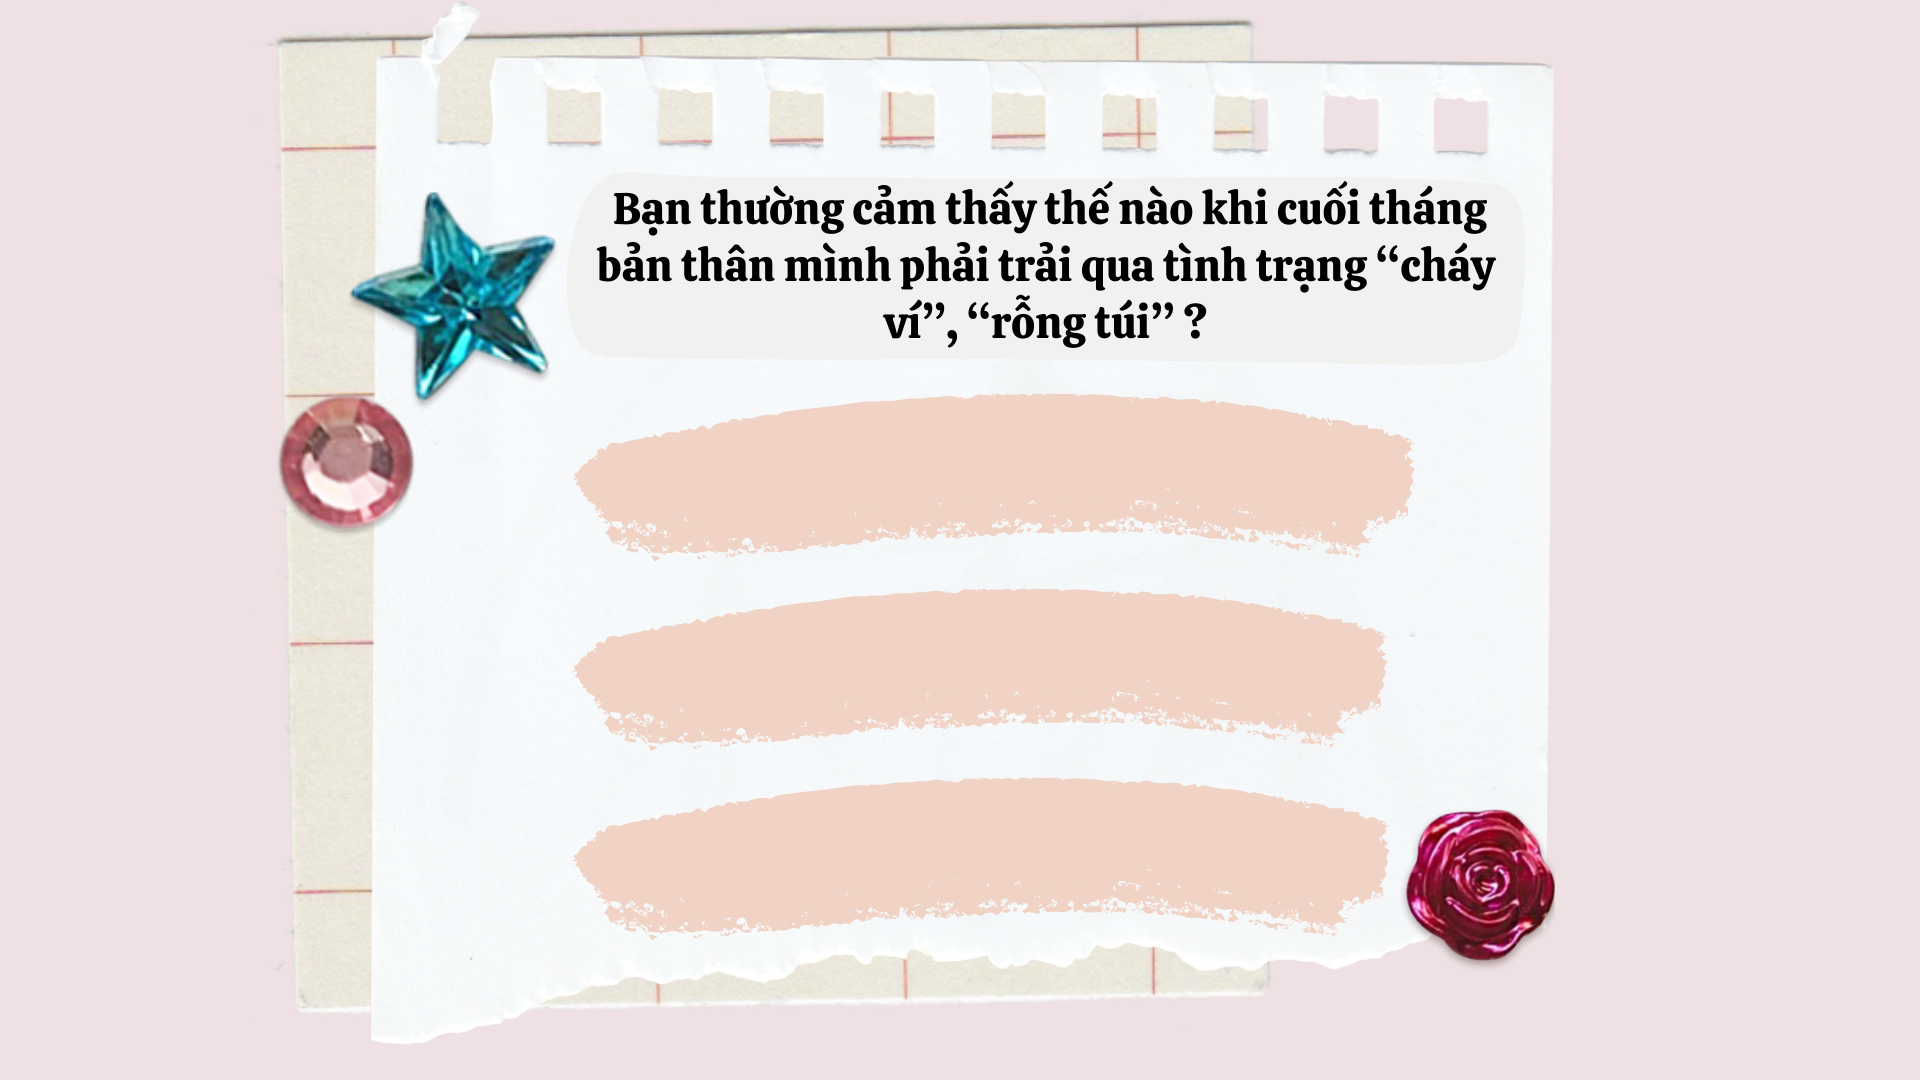 Bạn thường cảm thấy thế nào khi cuối tháng
bản thân mình phải trải qua tình trạng “cháy
ví”, “rỗng túi” ?